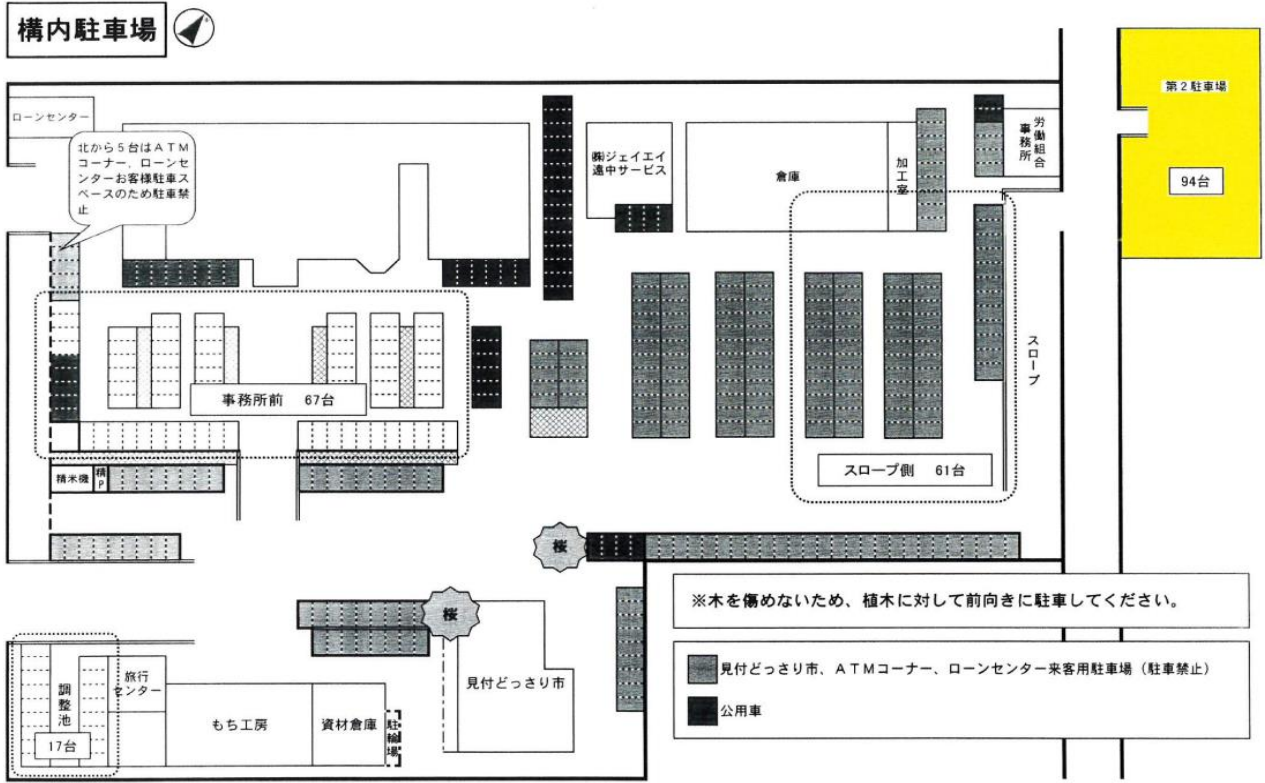 構内駐車場
第２駐車場
94台
ローンセンター
北から５台はＡＴＭ
コーナー、ローンセ
ンターお客様駐車ス
ペースのため駐車禁
止
㈱ジェイエイ
遠中サービス
倉庫
加工室
労働組合
事務所
スロープ
事務所前 67台
スロープ側 61台
精米機
精P
桜
桜
※木を傷めないため、植木に対して前向きに駐車してください。
見付どっさり市、ＡＴＭコーナー、ローンセンター来客用駐車場（駐車禁止）
公用車
調整池
17台
旅行
センター
もち工房
資材倉庫
駐輪場
見付どっさり市